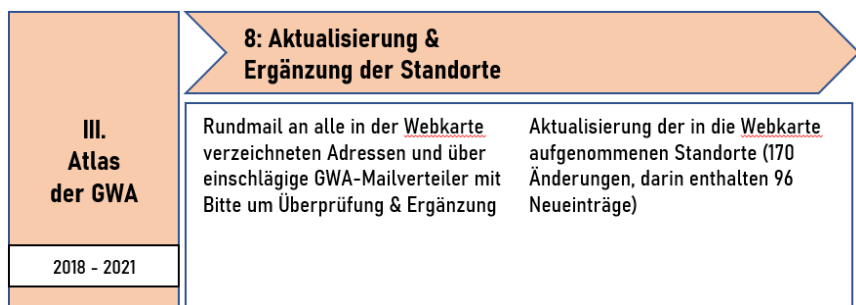 III.
Atlas
der GWA
2018 - 2021
8: Aktualisierung &
Ergänzung der Standorte
Rundmail an alle in der Webkarte
verzeichneten Adressen und über
einschlägige GWA-Mailverteiler mit
Bitte um Überprüfung & Ergänzung
Aktualisierung der in die Webkarte
aufgenommenen Standorte (170
Änderungen, darin enthalten 96
Neueinträge)